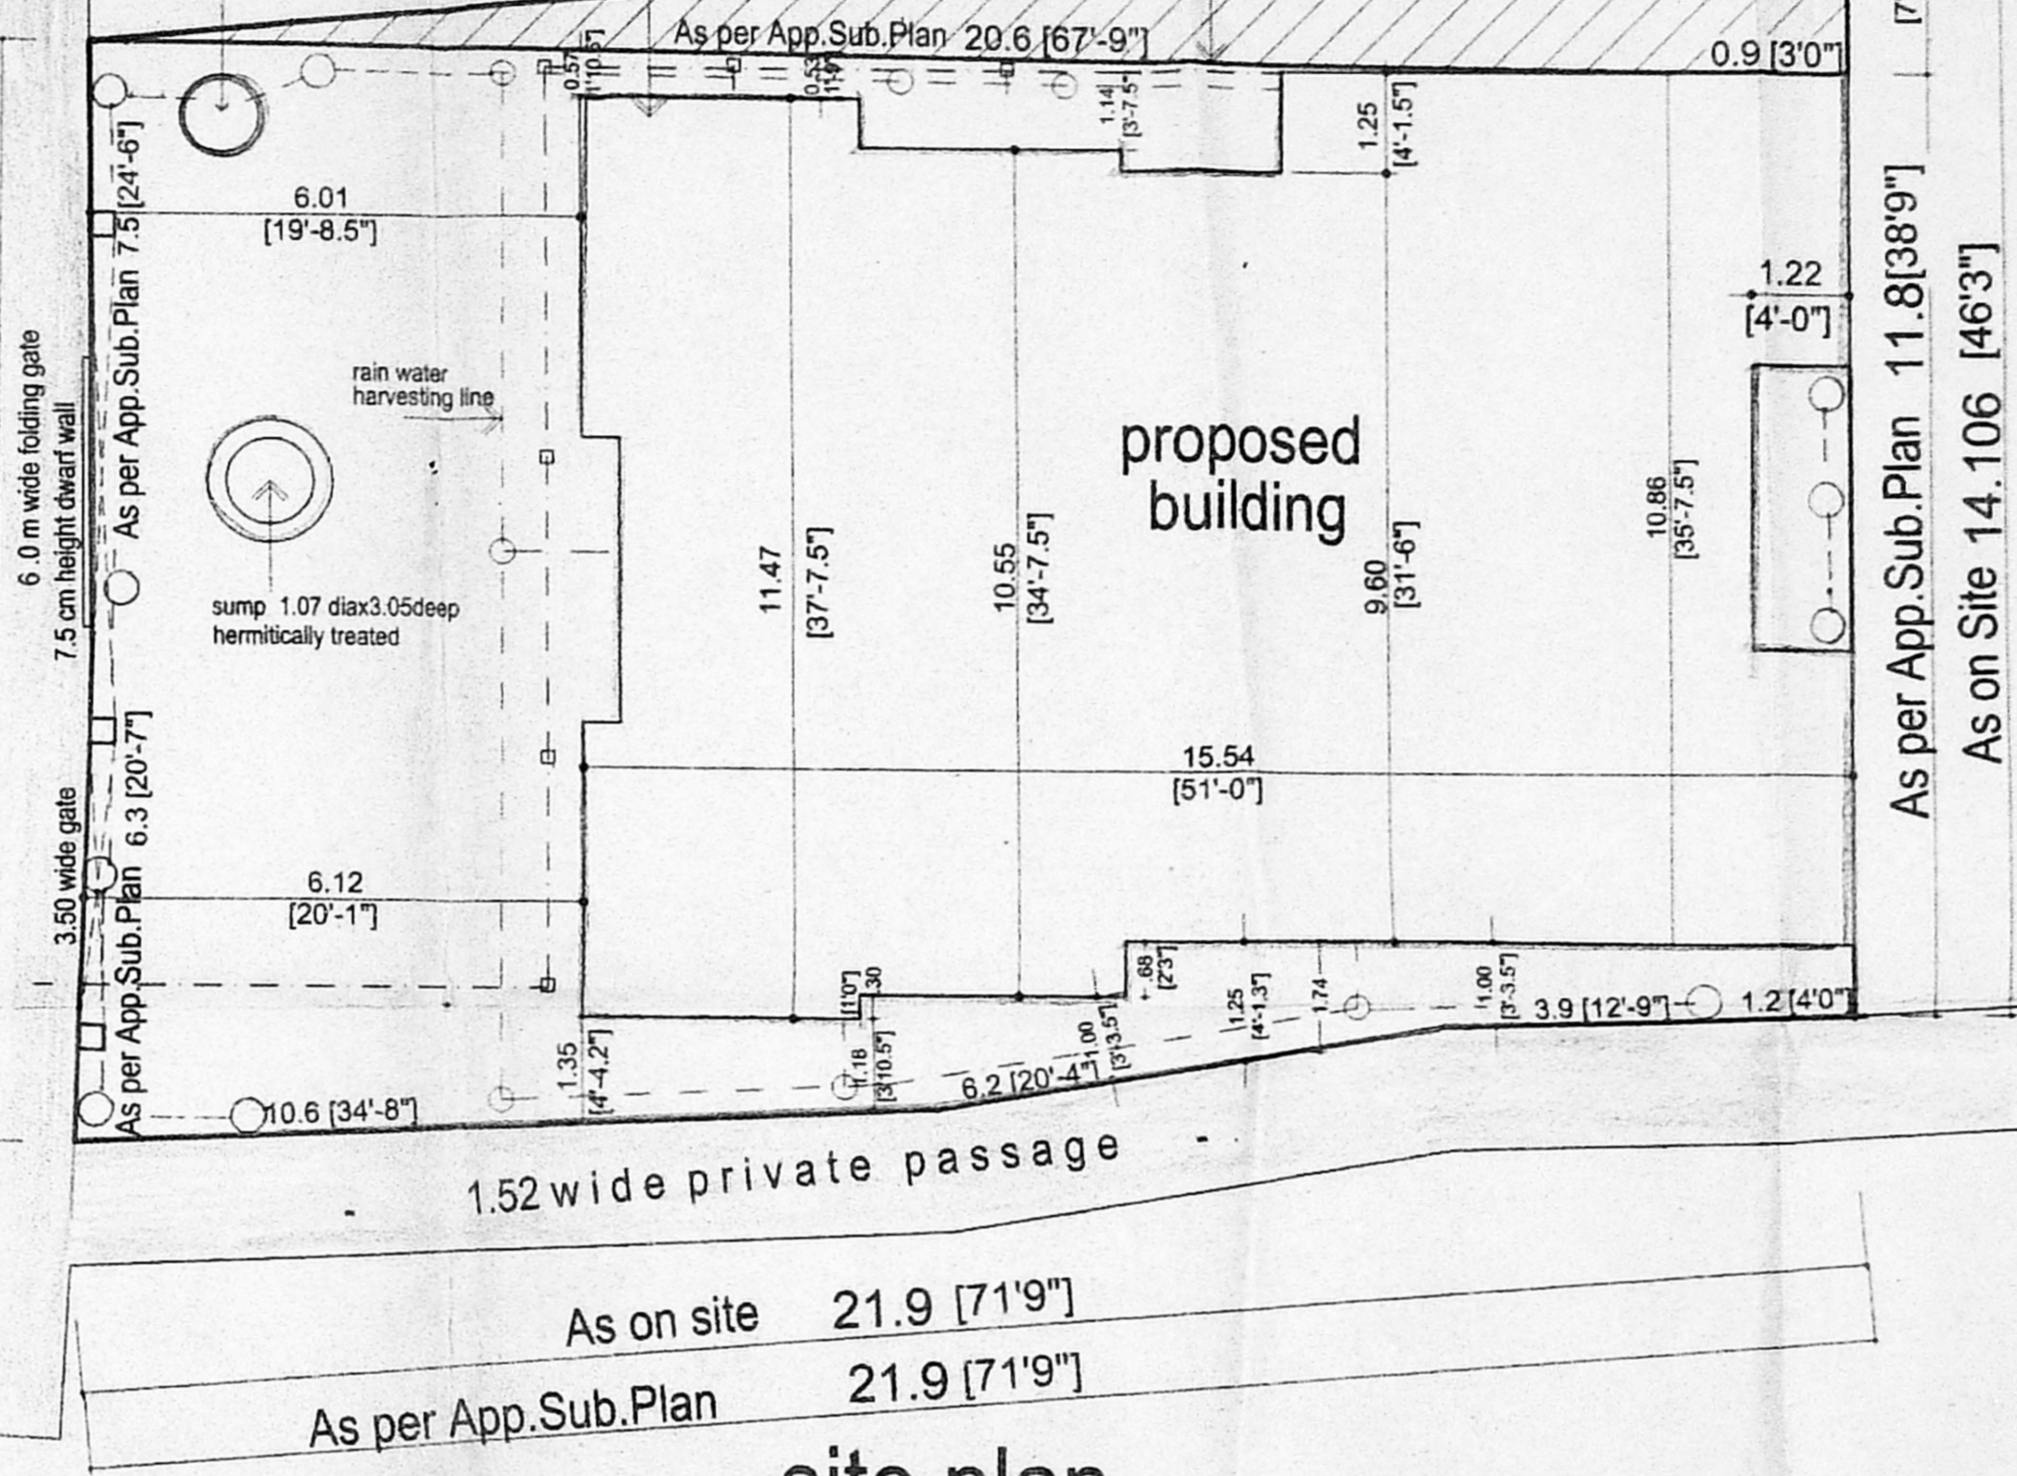 As per App.Sub.Plan 20.6 [67'-9"]
0.9 [3'0"]
[7
0.57
0.53
1.14
[3'-7.5"]
1.25
[4'-1.5"]
6.01
[19'-8.5"]
As per App.Sub.Plan 7.5 [24'-6"]
1.22
[4'-0"]
6.0 m wide folding gate
7.5 cm height dwarf wall
rain water
harvesting line
proposed
building
sump 1.07 diax3.05deep
hermitically treated
11.47
[37'-7.5"]
10.55
[34'-7.5"]
9.60
[31'-6"]
10.86
[35'-7.5"]
As per App.Sub.Plan 11.8[38'9"]
As on Site 14.106 [46'3"]
15.54
[51'-0"]
3.50 wide gate
As per App.Sub.Plan 6.3 [20'-7"]
6.12
[20'-1"]
[1'0"]
.30
.68
[2'3"]
1.25
[4'-1.3"]
1.74
1.00
[3'-3.5"]
3.9 [12'-9"]
1.2 [4'0"]
1.35
[4'-4.2"]
1.18
[3'10.5"]
1.00
[3'-3.5"]
6.2 [20'-4"]
10.6 [34'-8"]
1.52 wide private passage
As on site 21.9 [71'9"]
As per App.Sub.Plan 21.9 [71'9"]
site plan